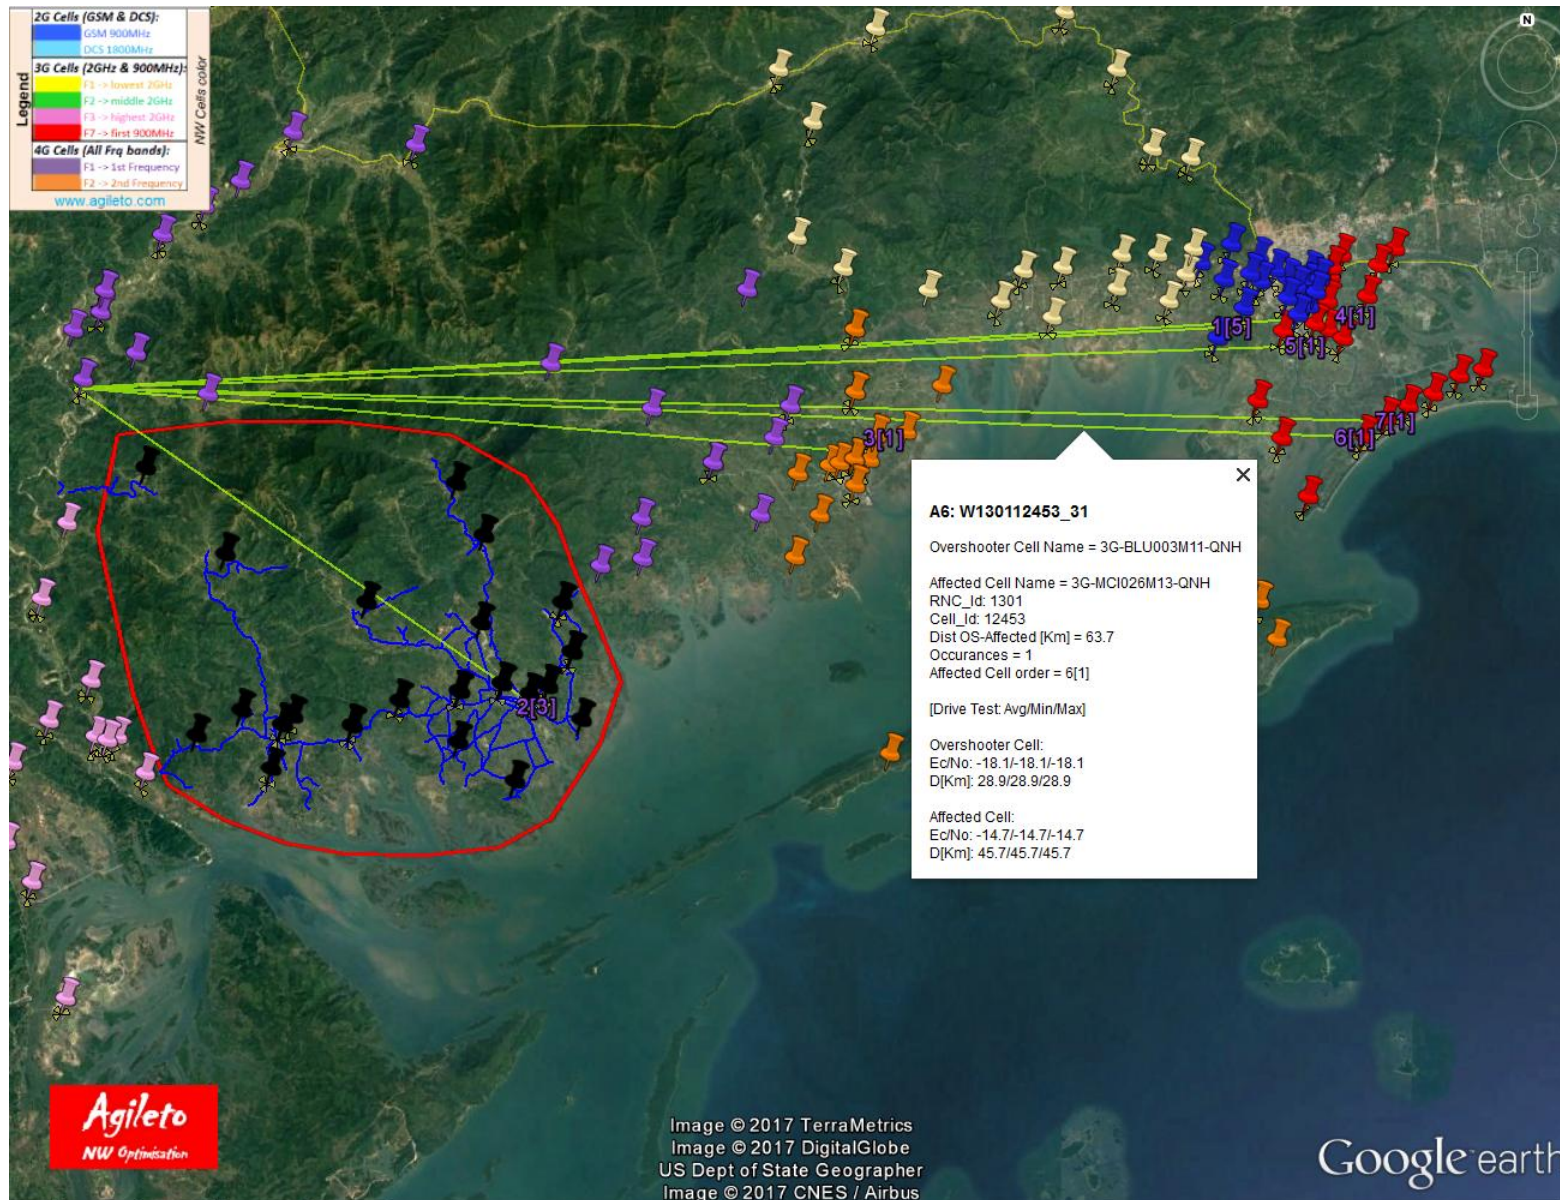 Legend
2G Cells (GSM & DCS):
GSM 900MHz
DCS 1800MHz
3G Cells (2GHz & 900MHz):
F1 -> lowest 2GHz
F2 -> middle 2GHz
F3 -> highest 2GHz
F7 -> first 900MHz
4G Cells (All Frq bands):
F1 -> 1st Frequency
F2 -> 2nd Frequency
NW Cells color
www.agileto.com
N
1[5]
4[1]
5[1]
7[1]
3[1]
6[1]
2[3]
A6: W130112453_31
Overshooter Cell Name = 3G-BLU003M11-QNH
Affected Cell Name = 3G-MCI026M13-QNH
RNC_Id: 1301
Cell_Id: 12453
Dist OS-Affected [Km] = 63.7
Occurances = 1
Affected Cell order = 6[1]
[Drive Test: Avg/Min/Max]
Overshooter Cell:
Ec/No: -18.1/-18.1/-18.1
D[Km]: 28.9/28.9/28.9
Affected Cell:
Ec/No: -14.7/-14.7/-14.7
D[Km]: 45.7/45.7/45.7
Agileto
NW Optimisation
Image © 2017 TerraMetrics
Image © 2017 DigitalGlobe
US Dept of State Geographer
Image © 2017 CNES / Airbus
Google earth